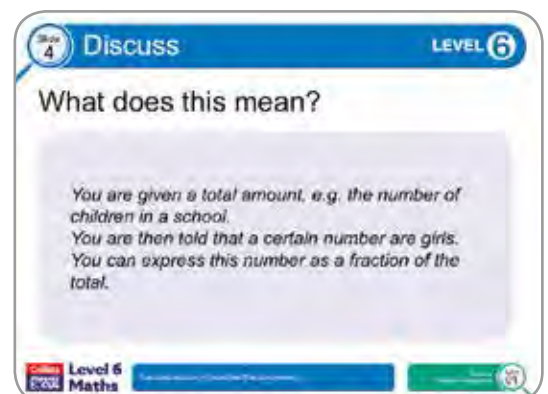 Slide
4
Discuss
LEVEL 6
What does this mean?
You are given a total amount, e.g. the number of
children in a school.
You are then told that a certain number are girls.
You can express this number as a fraction of the
total.
Collins
Level 6
Maths